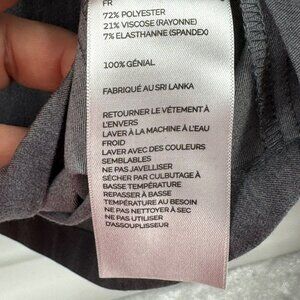 FR
72% POLYESTER
21% VISCOSE (RAYONNE)
7% ELASTHANNE (SPANDEX)
100% GÉNIAL
FABRIQUÉ AU SRI LANKA
RETOURNER LE VÊTEMENT À
L'ENVERS
LAVER À LA MACHINE À L'EAU
FROID
LAVER AVEC DES COULEURS
SEMBLABLES
NE PAS JAVELLISER
SÉCHER PAR CULBUTAGE À
BASSE TEMPÉRATURE
REPASSER À BASSE
TEMPÉRATURE AU BESOIN
NE PAS NETTOYER À SEC
NE PAS UTILISER
D'ASSOUPLISSEUR